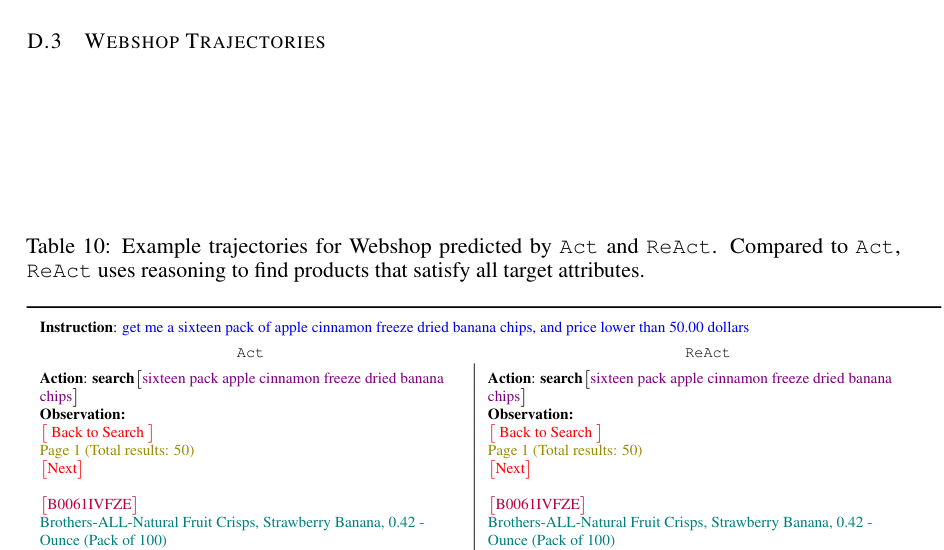 D.3 WEBSHOP TRAJECTORIES
Table 10: Example trajectories for Webshop predicted by Act and ReAct. Compared to Act,
ReAct uses reasoning to find products that satisfy all target attributes.
Instruction: get me a sixteen pack of apple cinnamon freeze dried banana chips, and price lower than 50.00 dollars
Act
Action: search[sixteen pack apple cinnamon freeze dried banana
chips]
Observation:
[ Back to Search ]
Page 1 (Total results: 50)
[Next]
[B0061IVFZE]
Brothers-ALL-Natural Fruit Crisps, Strawberry Banana, 0.42 -
Ounce (Pack of 100)
ReAct
Action: search[sixteen pack apple cinnamon freeze dried banana
chips]
Observation:
[ Back to Search ]
Page 1 (Total results: 50)
[Next]
[B0061IVFZE]
Brothers-ALL-Natural Fruit Crisps, Strawberry Banana, 0.42 -
Ounce (Pack of 100)